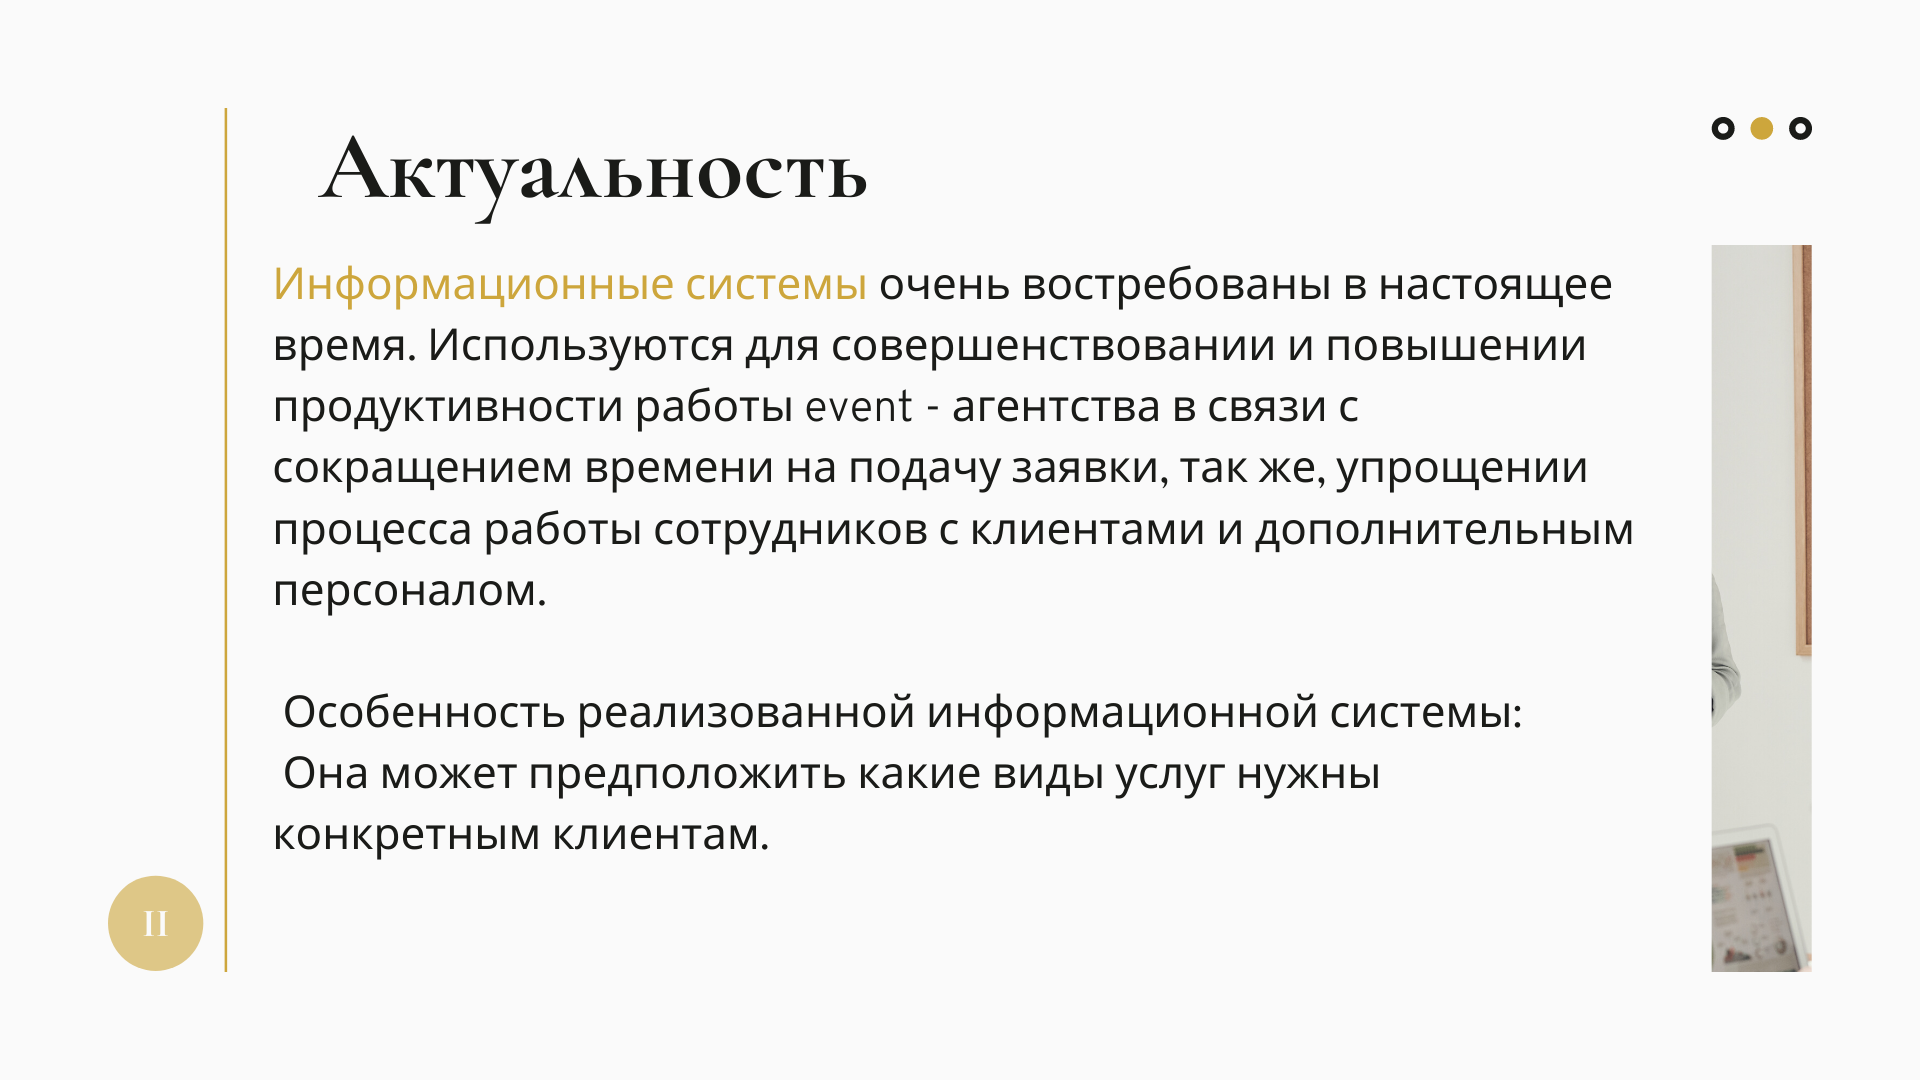 Актуальность
Информационные системы очень востребованы в настоящее
время. Используются для совершенствовании и повышении
продуктивности работы event - агентства в связи с
сокращением времени на подачу заявки, так же, упрощении
процесса работы сотрудников с клиентами и дополнительным
персоналом.
Особенность реализованной информационной системы:
Она может предположить какие виды услуг нужны
конкретным клиентам.
II